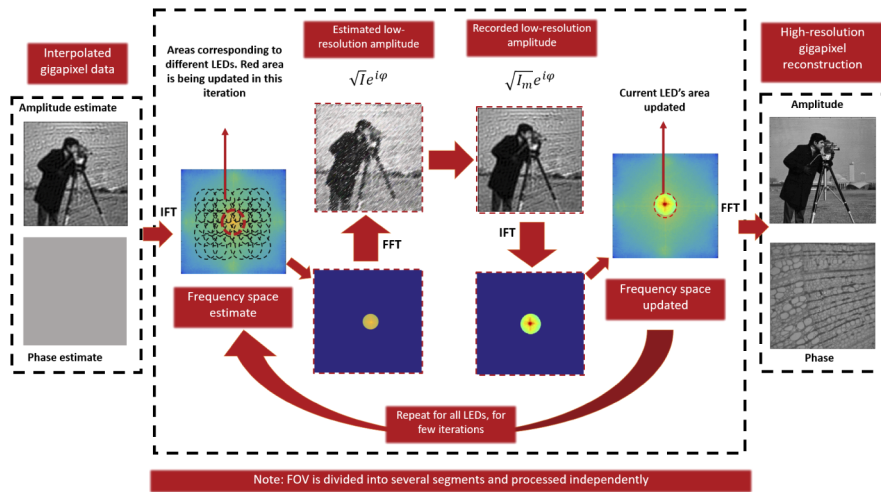 Interpolated
gigapixel data
Amplitude estimate
Phase estimate
IFT
Areas corresponding to
different LEDs. Red area
is being updated in this
iteration
Frequency space
estimate
Estimated low-
resolution amplitude
√I e^{iφ}
FFT
Recorded low-resolution
amplitude
√I_m e^{iφ}
IFT
Current LED's area
updated
Frequency space
updated
FFT
Repeat for all LEDs, for
few iterations
High-resolution
gigapixel
reconstruction
Amplitude
Phase
Note: FOV is divided into several segments and processed independently